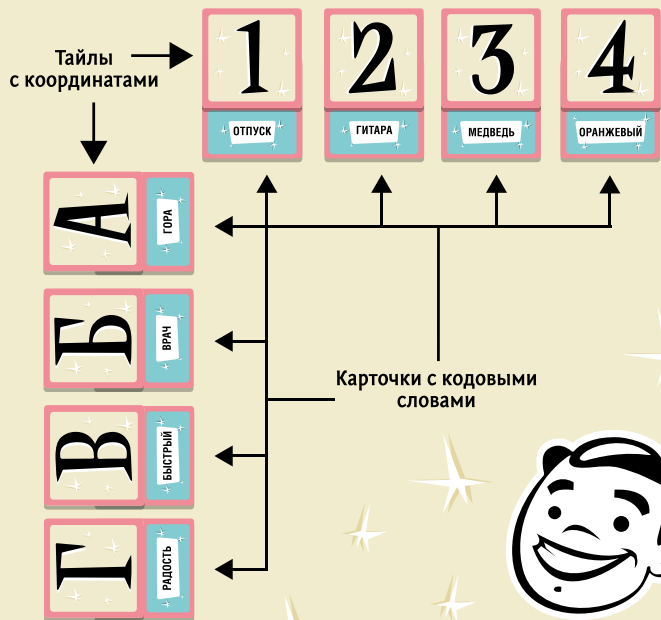 Тайлы
с координатами
1
2
3
4
ОТПУСК
ГИТАРА
МЕДВЕДЬ
ОРАНЖЕВЫЙ
А
ГОРА
Б
ВРАЧ
Карточки с кодовыми
словами
В
БЫСТРЫЙ
Г
РАДОСТЬ